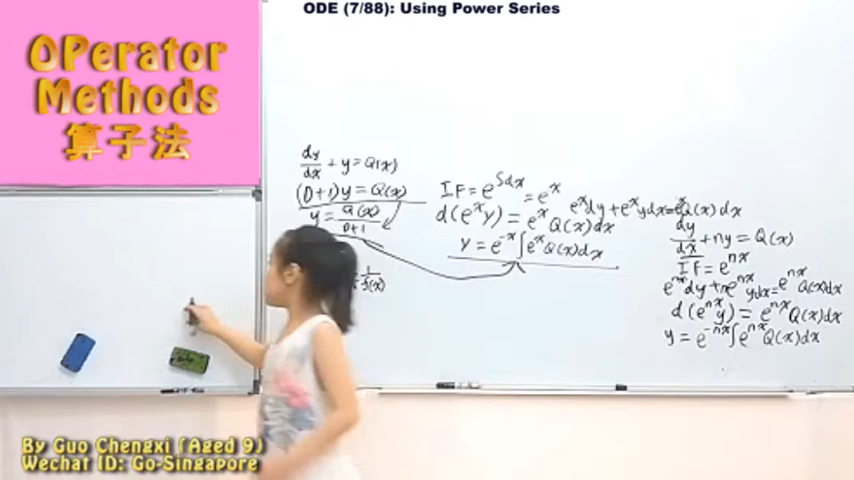 ODE (7/88): Using Power Series
OPerator
Methods
算子法
dy/dx + y = Q(x)
(D+1)y = Q(x)
y = Q(x)/D+1
1/f(x)
IF = e^∫dx = e^x
e^x dy + e^x y dx = e^x Q(x) dx
d(e^x y) = e^x Q(x) dx
y = e^-x ∫e^x Q(x) dx
dy/dx + ny = Q(x)
IF = e^nx
e^nx dy + n e^nx y dx = e^nx Q(x) dx
d(e^nx y) = e^nx Q(x) dx
y = e^-nx ∫e^nx Q(x) dx
By Guo Chengxi (Aged 9)
Wechat ID: Go-Singapore